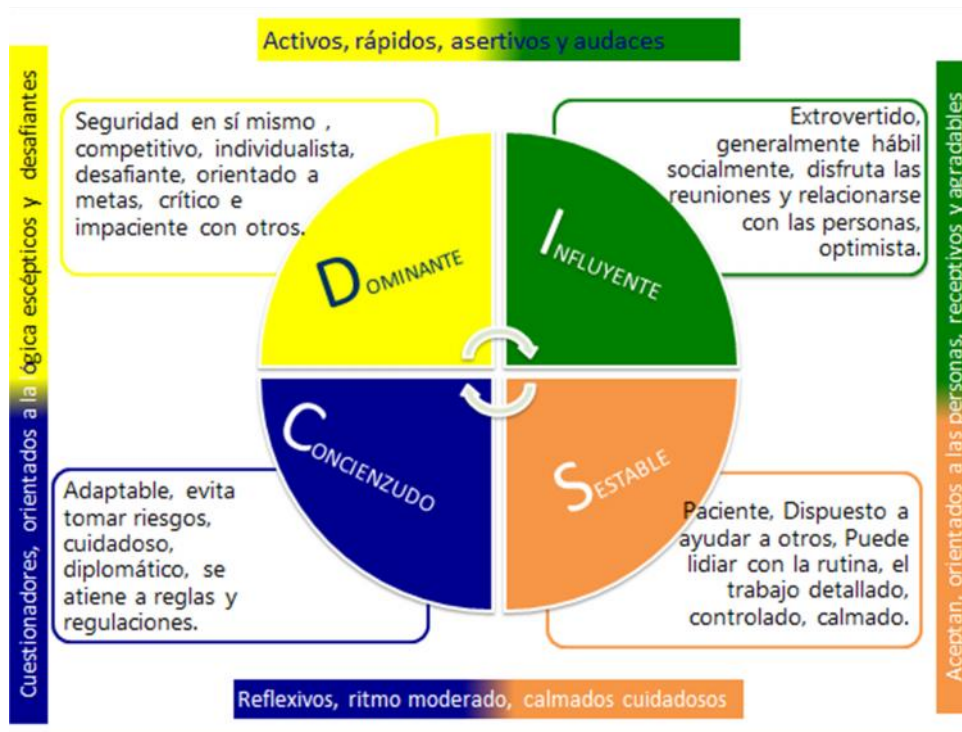 Activos, rápidos, asertivos y audaces
Cuestionadores, orientados a la lógica escépticos y desafiantes
Seguridad en sí mismo ,
competitivo, individualista,
desafiante, orientado a
metas, crítico e
impaciente con otros.
Extrovertido,
generalmente hábil
socialmente, disfruta las
reuniones y relacionarse
con las personas,
optimista.
Aceptan, orientados a las personas, receptivos y agradables
DOMINANTE
INFLUYENTE
CONCIENZUDO
SESTABLE
Adaptable, evita
tomar riesgos,
cuidadoso,
diplomático, se
atiene a reglas y
regulaciones.
Paciente, Dispuesto a
ayudar a otros, Puede
lidiar con la rutina, el
trabajo detallado,
controlado, calmado.
Reflexivos, ritmo moderado, calmados cuidadosos